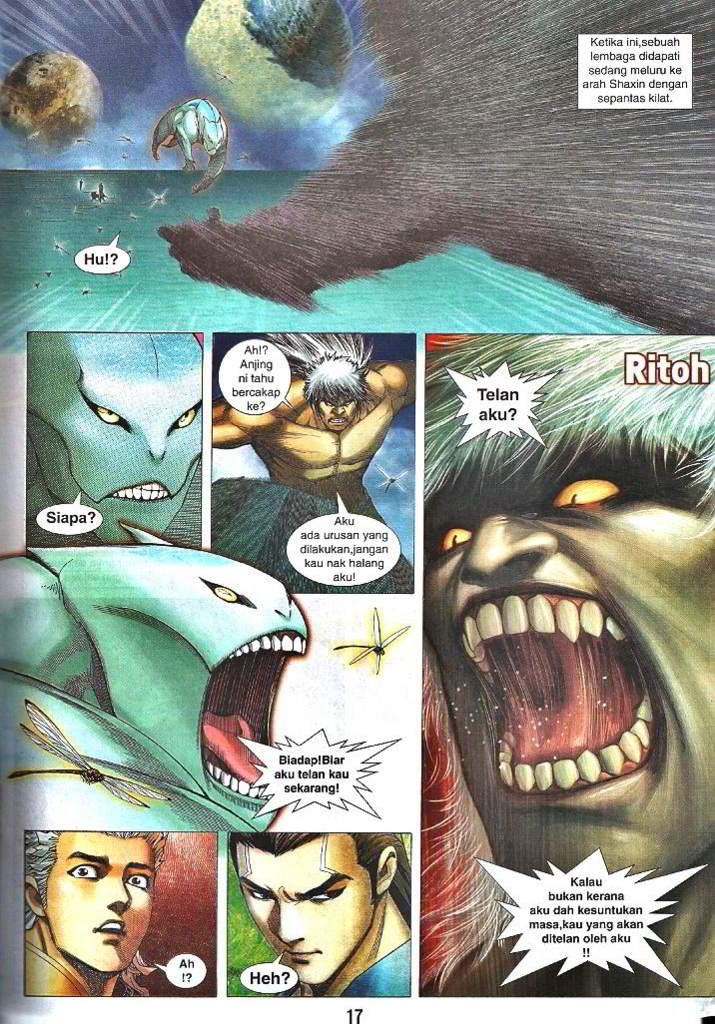 Ketika ini,sebuah
lembaga didapati
sedang meluru ke
arah Shaxin dengan
sepantas kilat.
Hu!?
Siapa?
Ah!?
Anjing
ni tahu
bercakap
ke?
Aku
ada urusan yang
dilakukan,jangan
kau nak halang
aku!
Ritoh
Telan
aku?
Biadap!Biar
aku telan kau
sekarang!
Kalau
bukan kerana
aku dah kesuntukan
masa,kau yang akan
ditelan oleh aku
!!
Ah
!?
Heh?
17